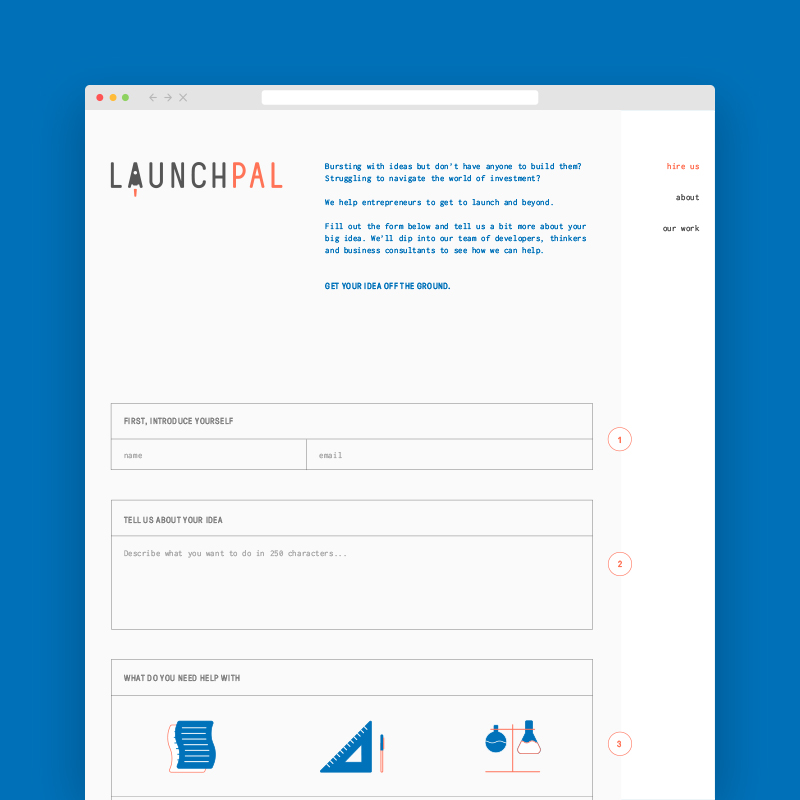 LAUNCHPAL
Bursting with ideas but don't have anyone to build them?
Struggling to navigate the world of investment?
We help entrepreneurs to get to launch and beyond.
Fill out the form below and tell us a bit more about your
big idea. We'll dip into our team of developers, thinkers
and business consultants to see how we can help.
GET YOUR IDEA OFF THE GROUND.
hire us
about
our work
FIRST, INTRODUCE YOURSELF
name
email
1
TELL US ABOUT YOUR IDEA
Describe what you want to do in 250 characters...
2
WHAT DO YOU NEED HELP WITH
3